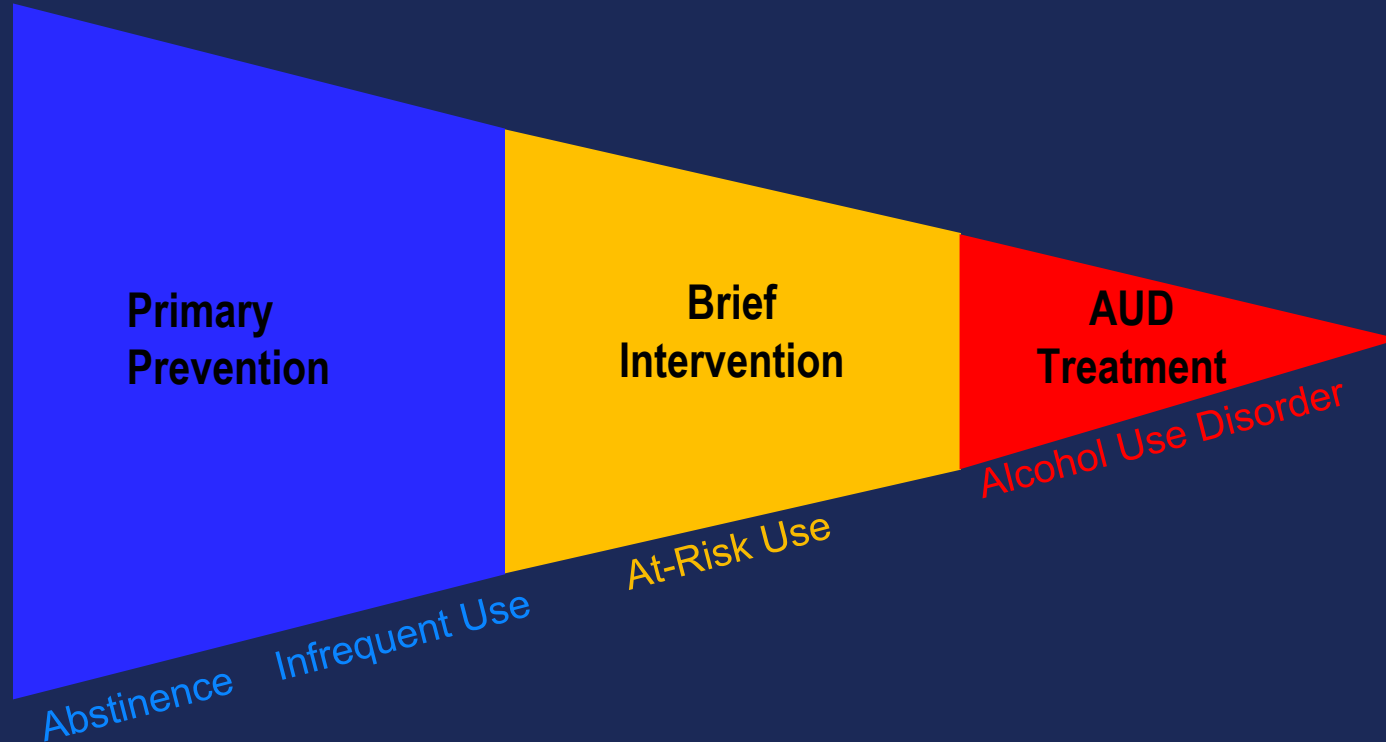 Primary
Prevention
Brief
Intervention
AUD
Treatment
Abstinence
Infrequent Use
At-Risk Use
Alcohol Use Disorder